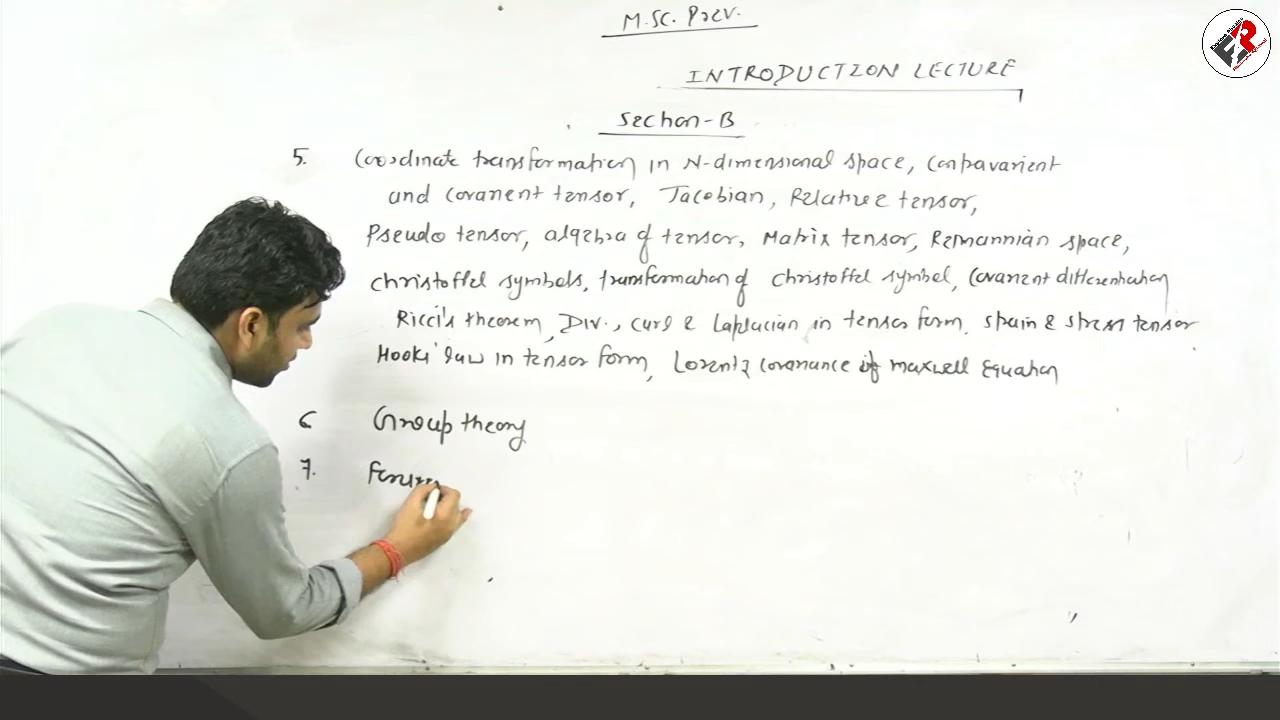 M.SC. Prev.
INTRODUCTION LECTURE
Section-B
5. Coordinate transformation in N-dimensional space, Contravarient
and Covarient tensor, Jacobian, Relative tensor,
Pseudo tensor, algebra of tensor, Matrix tensor, Remannian space,
Christoffel symbols, transformation of Christoffel symbol, Covarient differentiation
Ricci's theorem, Div., Curl & Laplacian in tensor form, Strain & stress tensor
Hooki' law in tensor form, Lorentz Covariance of maxwell Equation
6 Group theory
7.